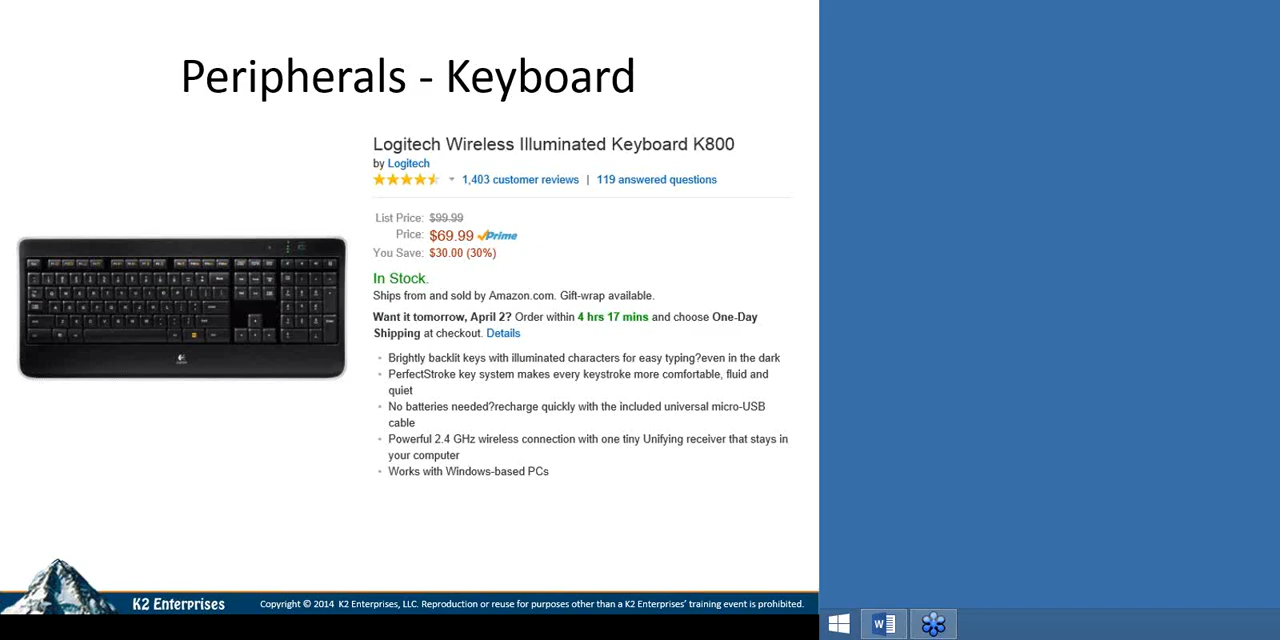 Peripherals - Keyboard
Logitech Wireless Illuminated Keyboard K800
by Logitech
1,403 customer reviews | 119 answered questions
List Price: $99.99
Price: $69.99 Prime
You Save: $30.00 (30%)
In Stock.
Ships from and sold by Amazon.com. Gift-wrap available.
Want it tomorrow, April 2? Order within 4 hrs 17 mins and choose One-Day
Shipping at checkout. Details
Brightly backlit keys with illuminated characters for easy typing?even in the dark
PerfectStroke key system makes every keystroke more comfortable, fluid and
quiet
No batteries needed?recharge quickly with the included universal micro-USB
cable
Powerful 2.4 GHz wireless connection with one tiny Unifying receiver that stays in
your computer
Works with Windows-based PCs
K2 Enterprises
Copyright © 2014 K2 Enterprises, LLC. Reproduction or reuse for purposes other than a K2 Enterprises' training event is prohibited.
W